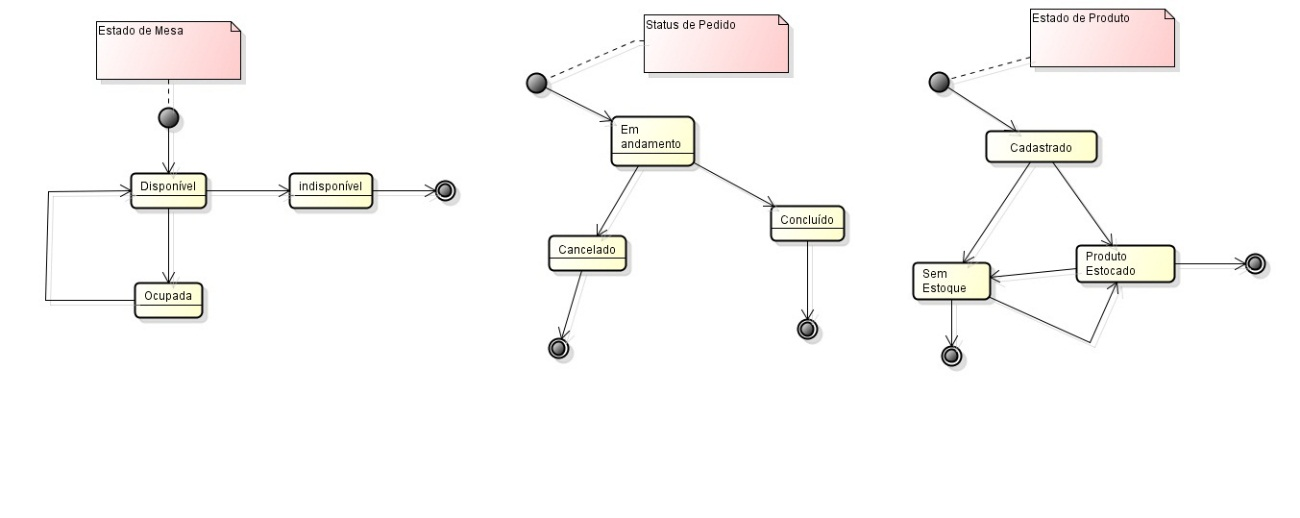 Estado de Mesa
Disponível
indisponível
Ocupada
Status de Pedido
Em
andamento
Cancelado
Concluído
Estado de Produto
Cadastrado
Sem
Estoque
Produto
Estocado